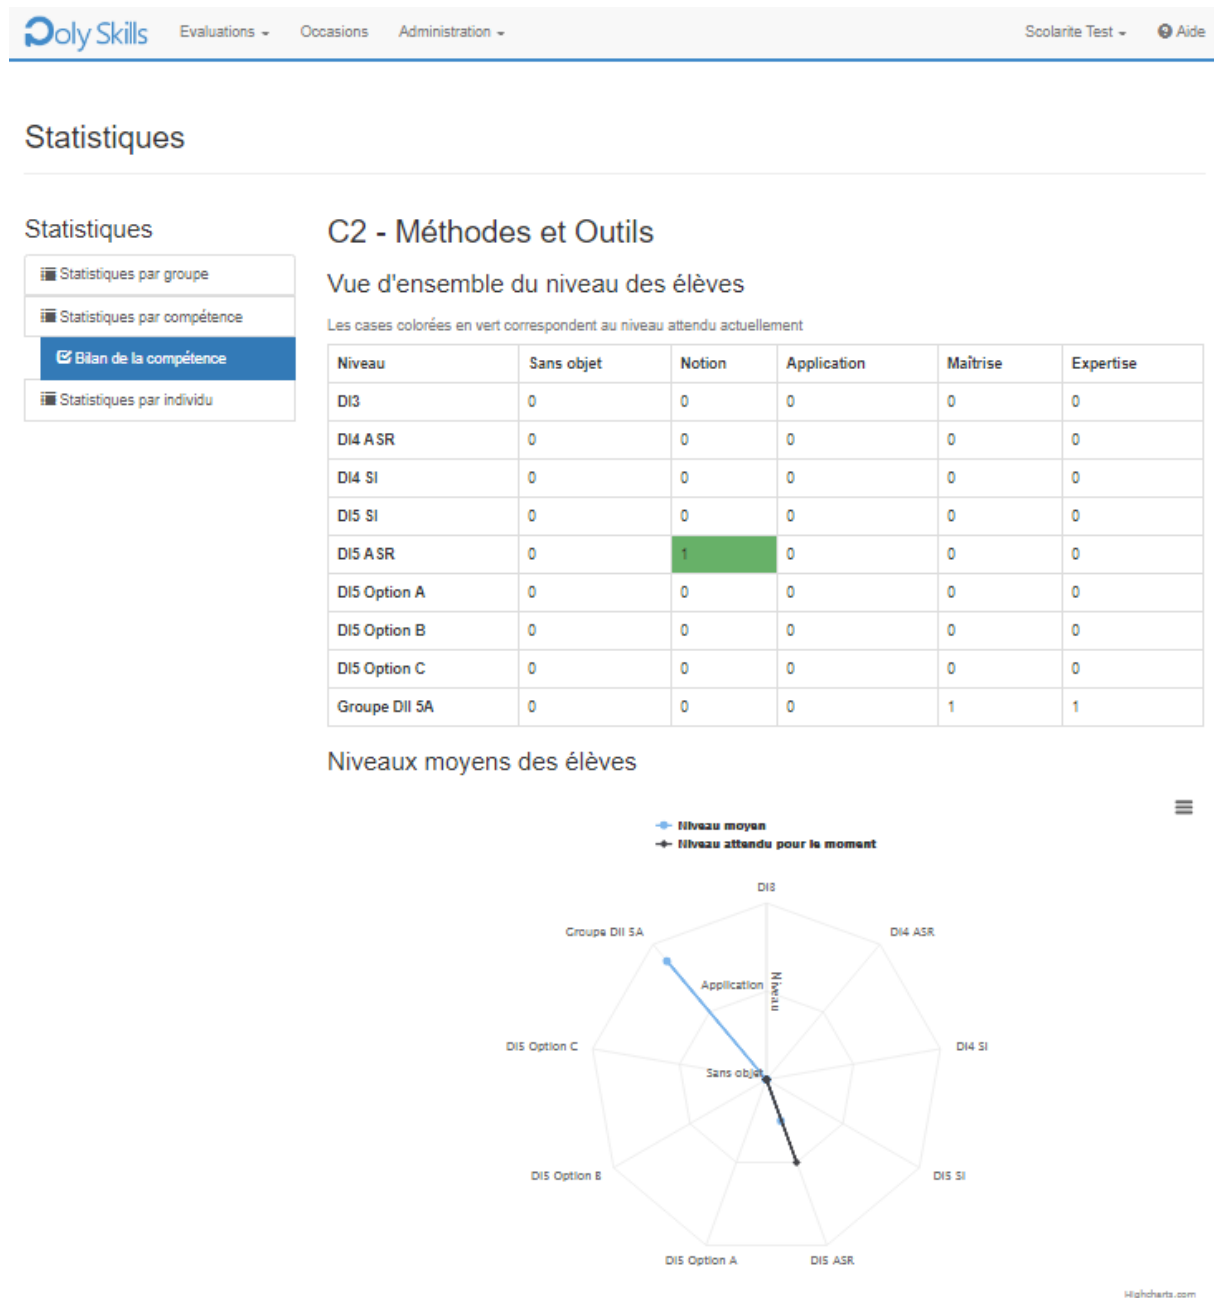 Poly Skills Evaluations Occasions Administration Scolarite Test Aide
Statistiques
Statistiques
Statistiques par groupe
Statistiques par compétence
Bilan de la compétence
Statistiques par individu
C2 - Méthodes et Outils
Vue d'ensemble du niveau des élèves
Les cases colorées en vert correspondent au niveau attendu actuellement
Niveau Sans objet Notion Application Maîtrise Expertise
DI3 0 0 0 0 0
DI4 ASR 0 0 0 0 0
DI4 SI 0 0 0 0 0
DI5 SI 0 0 0 0 0
DI5 ASR 0 1 0 0 0
DI5 Option A 0 0 0 0 0
DI5 Option B 0 0 0 0 0
DI5 Option C 0 0 0 0 0
Groupe DII 5A 0 0 0 1 1
Niveaux moyens des élèves
Niveau moyen
Niveau attendu pour le moment
DI3
Groupe DII 5A
DI4 ASR
Application
Niveau
DI5 Option C
DI4 SI
Sans objet
DI5 Option B
DI5 SI
DI5 Option A
DI5 ASR
Highcharts.com